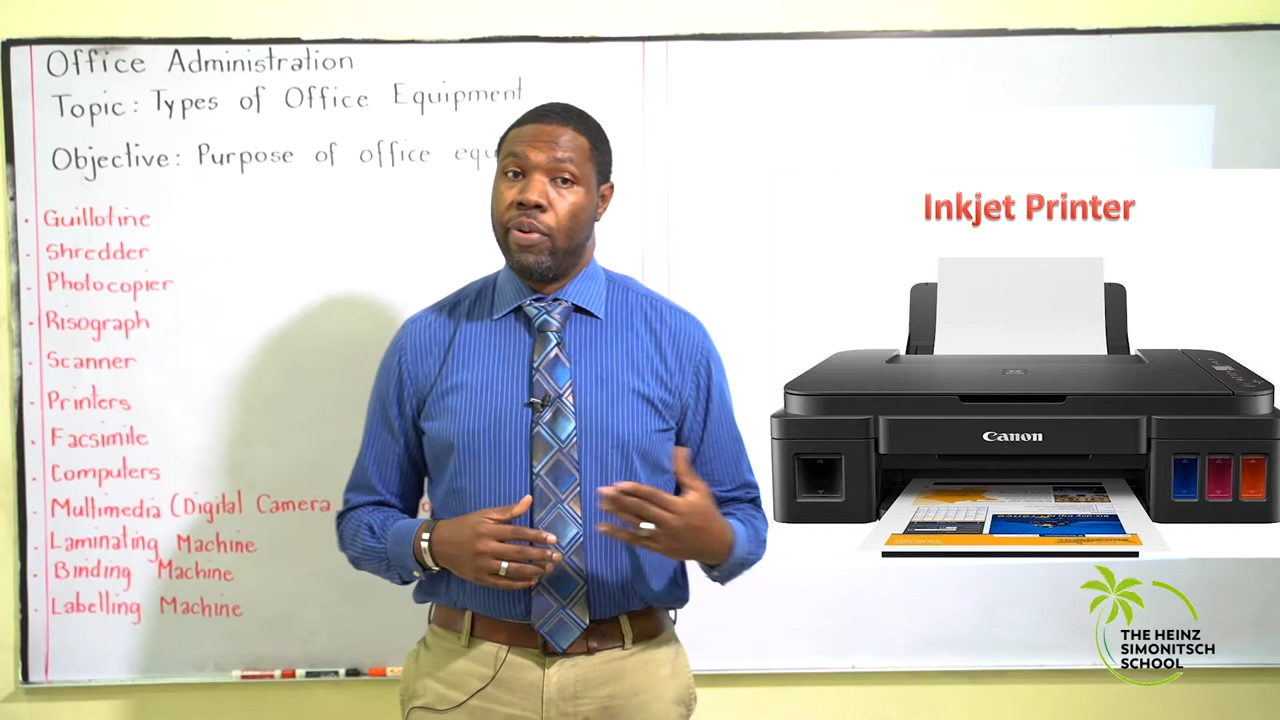 Office Administration
Topic: Types of Office Equipment
Objective: Purpose of office equ
· Guillotine
· Shredder
- Photocopier
· Risograph
· Scanner
· Printers
· Facsimile
· Computers
· Multimedia (Digital Camera
· Laminating Machine
· Binding Machine
· Labelling Machine
Inkjet Printer
Canon
THE HEINZ
SIMONITSCH
SCHOOL